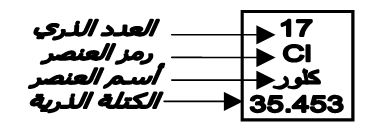 العدد الذري 17
رمز العنصر Cl
أسم العنصر كلور
الكتلة الذرية 35.453